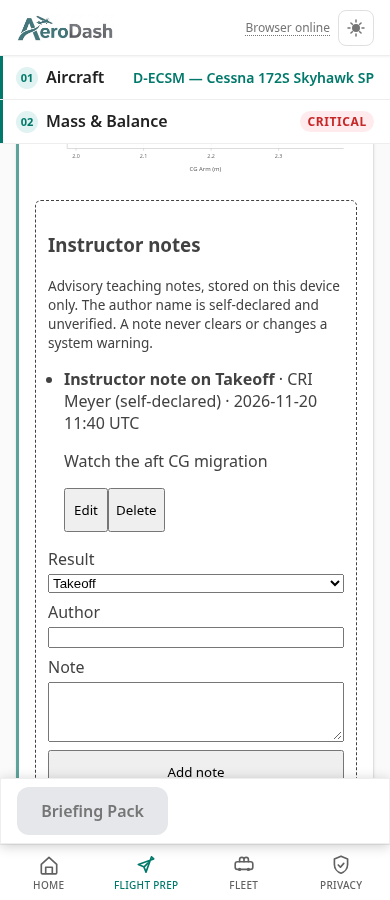 AeroDash
Browser online
01 Aircraft D-ECSM — Cessna 172S Skyhawk SP
02 Mass & Balance CRITICAL
2.0 2.1 2.2 2.3
CG Arm (m)
Instructor notes
Advisory teaching notes, stored on this device
only. The author name is self-declared and
unverified. A note never clears or changes a
system warning.
Instructor note on Takeoff · CRI
Meyer (self-declared) · 2026-11-20
11:40 UTC
Watch the aft CG migration
Edit Delete
Result
Takeoff
Author
Note
Add note
Briefing Pack
HOME FLIGHT PREP FLEET PRIVACY